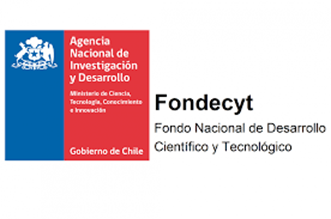 Agencia
Nacional de
Investigación
y Desarrollo
Ministerio de Ciencia,
Tecnología, Conocimiento
e Innovación
Gobierno de Chile
Fondecyt
Fondo Nacional de Desarrollo
Científico y Tecnológico